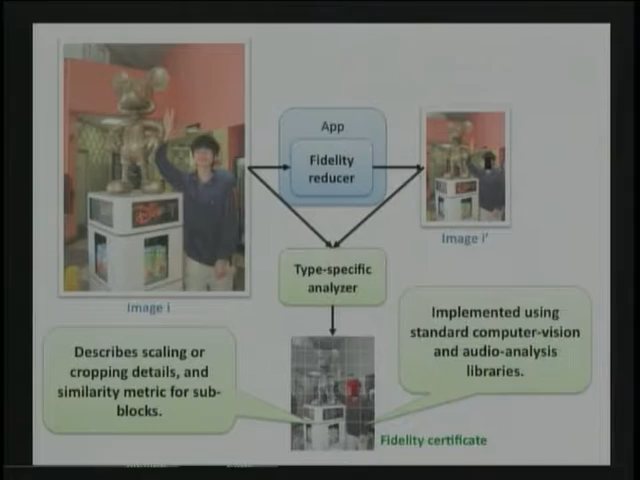 App
Fidelity
reducer
Image i
Image i'
Type-specific
analyzer
Describes scaling or
cropping details, and
similarity metric for sub-
blocks.
Implemented using
standard computer-vision
and audio-analysis
libraries.
Fidelity certificate